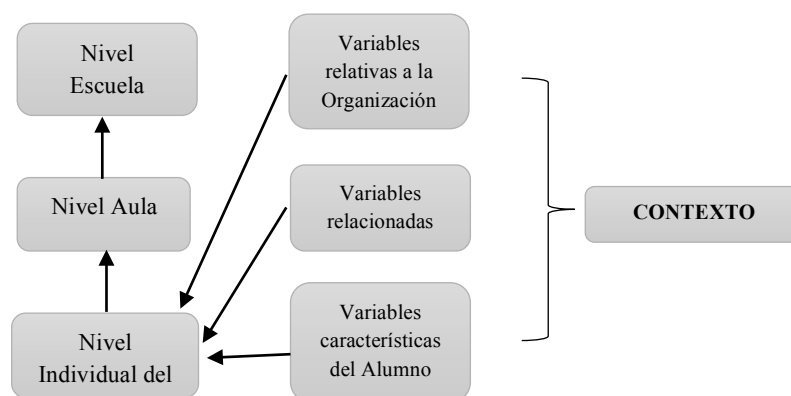 Nivel
Escuela
Variables
relativas a la
Organización
Nivel Aula
Variables
relacionadas
CONTEXTO
Nivel
Individual del
Variables
características
del Alumno